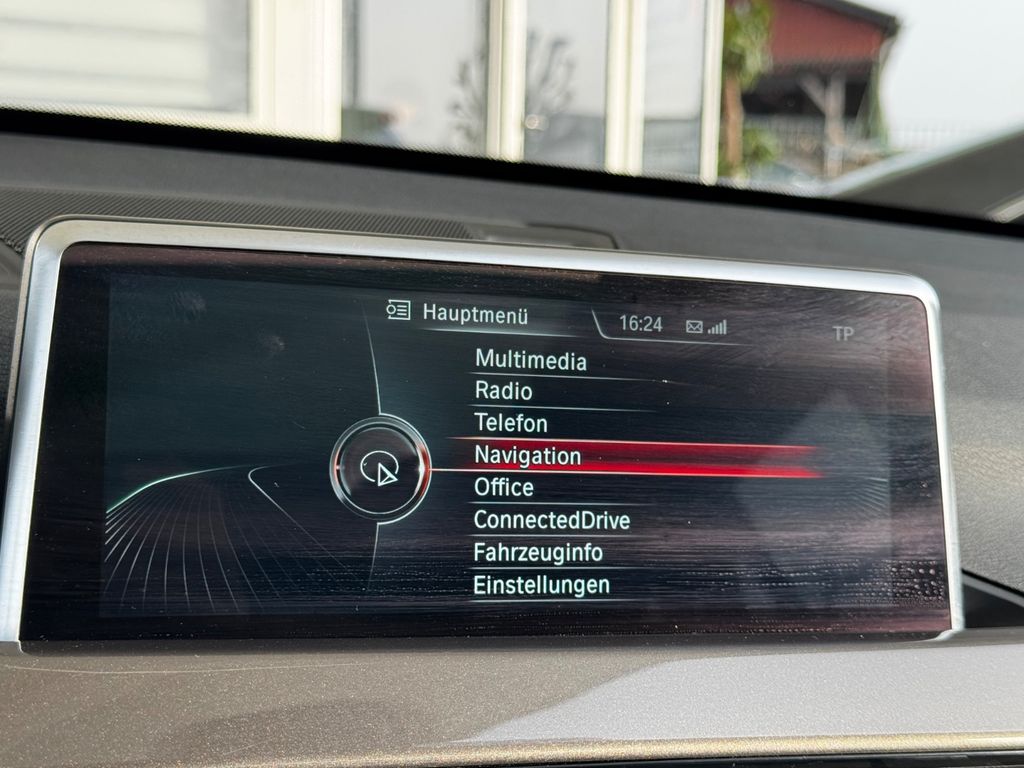 Hauptmenü
16:24
TP
Multimedia
Radio
Telefon
Navigation
Office
ConnectedDrive
Fahrzeuginfo
Einstellungen